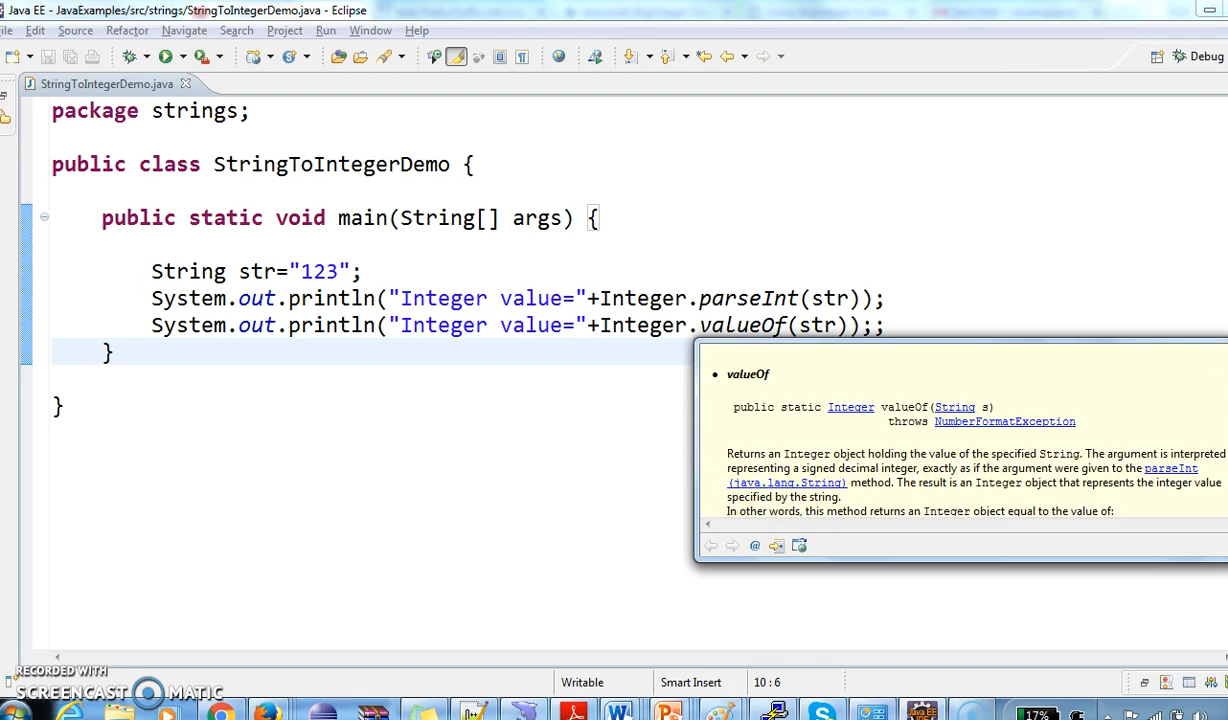 Java EE - JavaExamples/src/strings/StringToIntegerDemo.java - Eclipse
File Edit Source Refactor Navigate Search Project Run Window Help
Debug
StringToIntegerDemo.java
package strings;
public class StringToIntegerDemo {
public static void main(String[] args) {
String str="123";
System.out.println("Integer value="+Integer.parseInt(str));
System.out.println("Integer value="+Integer.valueOf(str));;
}
}
• valueOf
public static Integer valueOf(String s)
throws NumberFormatException
Returns an Integer object holding the value of the specified String. The argument is interpreted
representing a signed decimal integer, exactly as if the argument were given to the parseInt
(java.lang.String) method. The result is an Integer object that represents the integer value
specified by the string.
In other words, this method returns an Integer object equal to the value of:
Writable Smart Insert 10 : 6
RECORDED WITH
SCREENCAST MATIC
17%